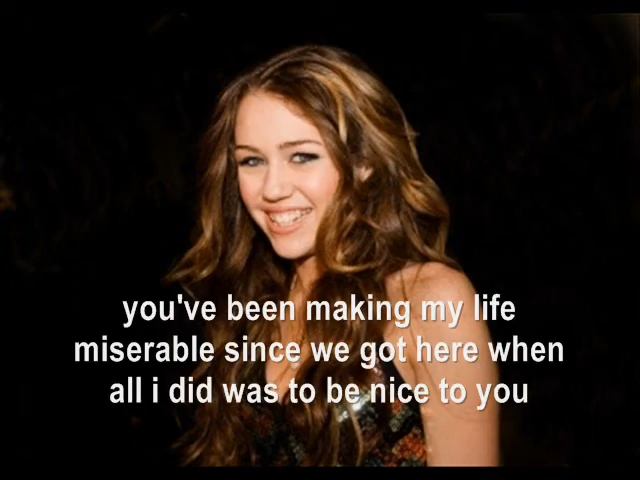 you've been making my life
miserable since we got here when
all i did was to be nice to you